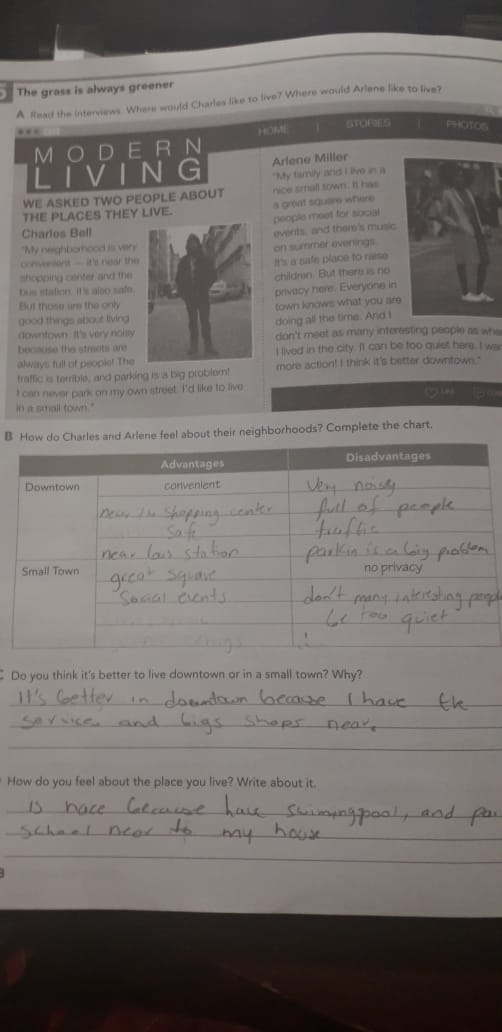 The grass is always greener
A Read the interviews. Where would Charles like to live? Where would Arlene like to live?
HOME | STORIES | PHOTOS
MODERN
LIVING
WE ASKED TWO PEOPLE ABOUT
THE PLACES THEY LIVE.
Charles Bell
"My neighborhood is very
convenient — it's near the
shopping center and the
bus station. It's also safe.
But those are the only
good things about living
downtown. It's very noisy
because the streets are
always full of people! The
traffic is terrible, and parking is a big problem!
I can never park on my own street. I'd like to live
in a small town."
Arlene Miller
"My family and I live in a
nice small town. It has
a great square where
people meet for social
events, and there's music
on summer evenings.
It's a safe place to raise
children. But there is no
privacy here. Everyone in
town knows what you are
doing all the time. And I
don't meet as many interesting people as
I lived in the city. It can be too quiet here. I
more action! I think it's better downtown."
B How do Charles and Arlene feel about their neighborhoods? Complete the chart.
Advantages Disadvantages
Downtown convenient very noisy
near the shopping center full of people
safe traffic
near bus station parkin is a big problem
Small Town great square no privacy
Social events don't many interesting
be too quiet
Do you think it's better to live downtown or in a small town? Why?
It's better in downtown because I have the
services and bigs shops near.
How do you feel about the place you live? Write about it.
is nace because have swimingpool, and
school near to my house